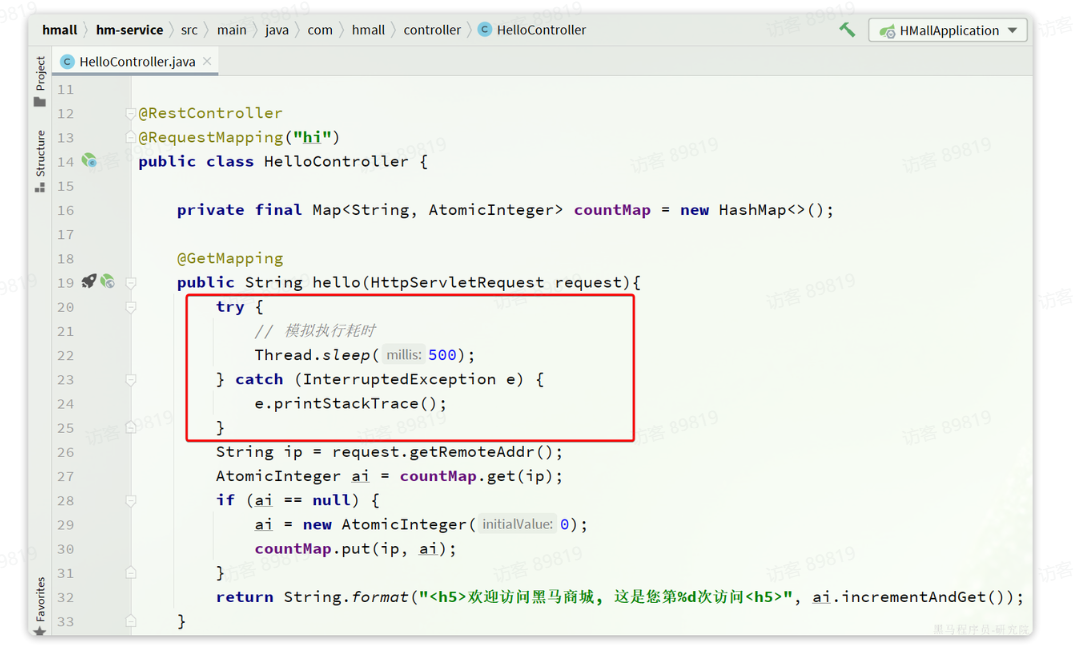 hmall hm-service src main java com hmall controller HelloController HMallApplication
HelloController.java
Project
Structure
Favorites
11
12 @RestController
13 @RequestMapping("hi")
14 public class HelloController {
15
16 private final Map<String, AtomicInteger> countMap = new HashMap<>();
17
18 @GetMapping
19 public String hello(HttpServletRequest request){
20 try {
21 // 模拟执行耗时
22 Thread.sleep( millis: 500);
23 } catch (InterruptedException e) {
24 e.printStackTrace();
25 }
26 String ip = request.getRemoteAddr();
27 AtomicInteger ai = countMap.get(ip);
28 if (ai == null) {
29 ai = new AtomicInteger( initialValue: 0);
30 countMap.put(ip, ai);
31 }
32 return String.format("<h5>欢迎访问黑马商城, 这是您第%d次访问<h5>", ai.incrementAndGet());
33 }
访客 89819
黑马程序员-研究院